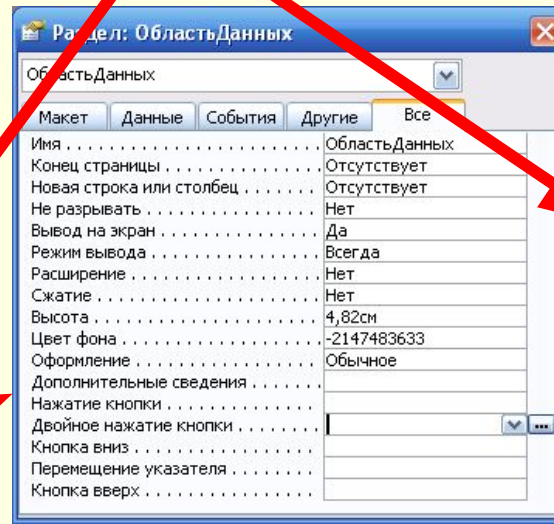 Раздел: ОбластьДанных
ОбластьДанных
Макет Данные События Другие Все
Имя . . . . . . . . . . . . . . . . . . . . . . . ОбластьДанных
Конец страницы . . . . . . . . . . . . . . . Отсутствует
Новая строка или столбец . . . . . . . Отсутствует
Не разрывать . . . . . . . . . . . . . . . . . Нет
Вывод на экран . . . . . . . . . . . . . . . . Да
Режим вывода . . . . . . . . . . . . . . . . . Всегда
Расширение . . . . . . . . . . . . . . . . . . . Нет
Сжатие . . . . . . . . . . . . . . . . . . . . . . Нет
Высота . . . . . . . . . . . . . . . . . . . . . . 4,82см
Цвет фона . . . . . . . . . . . . . . . . . . . . -2147483633
Оформление . . . . . . . . . . . . . . . . . . Обычное
Дополнительные сведения . . . . . . .
Нажатие кнопки . . . . . . . . . . . . . . .
Двойное нажатие кнопки . . . . . . . . ...
Кнопка вниз . . . . . . . . . . . . . . . . . .
Перемещение указателя . . . . . . . . .
Кнопка вверх . . . . . . . . . . . . . . . . .